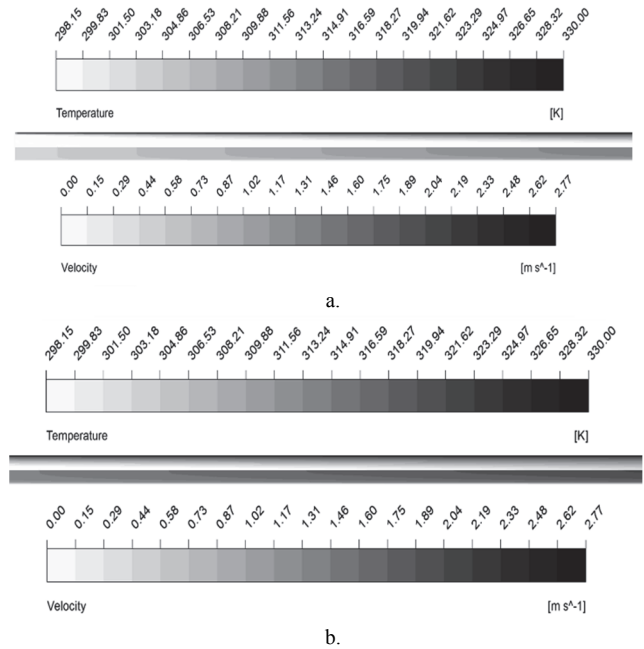 298.15 299.83 301.50 303.18 304.86 306.53 308.21 309.88 311.56 313.24 314.91 316.59 318.27 319.94 321.62 323.29 324.97 326.65 328.32 330.00
Temperature [K]
0.00 0.15 0.29 0.44 0.58 0.73 0.87 1.02 1.17 1.31 1.46 1.60 1.75 1.89 2.04 2.19 2.33 2.48 2.62 2.77
Velocity [m s^-1]
a.
298.15 299.83 301.50 303.18 304.86 306.53 308.21 309.88 311.56 313.24 314.91 316.59 318.27 319.94 321.62 323.29 324.97 326.65 328.32 330.00
Temperature [K]
0.00 0.15 0.29 0.44 0.58 0.73 0.87 1.02 1.17 1.31 1.46 1.60 1.75 1.89 2.04 2.19 2.33 2.48 2.62 2.77
Velocity [m s^-1]
b.